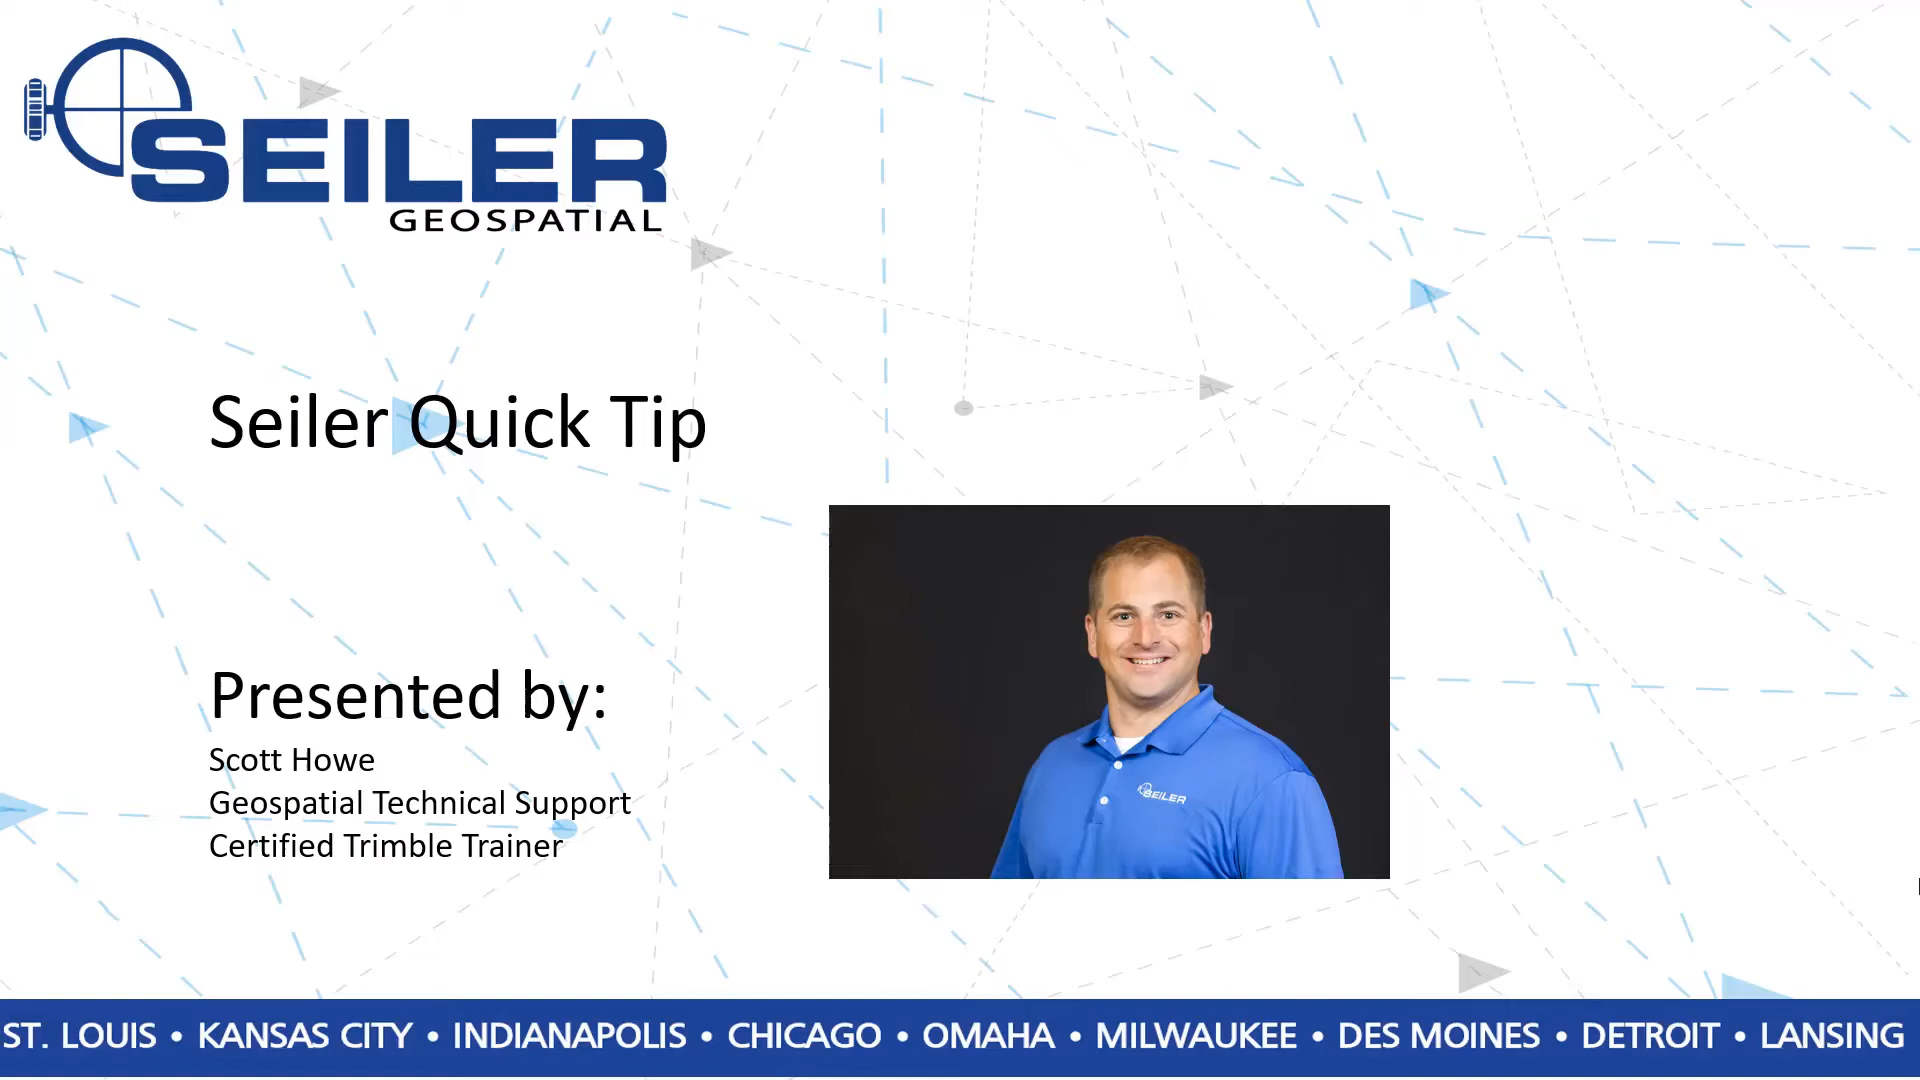 SEILER
GEOSPATIAL
Seiler Quick Tip
Presented by:
Scott Howe
Geospatial Technical Support
Certified Trimble Trainer
SEILER
ST. LOUIS • KANSAS CITY • INDIANAPOLIS • CHICAGO • OMAHA • MILWAUKEE • DES MOINES • DETROIT • LANSING